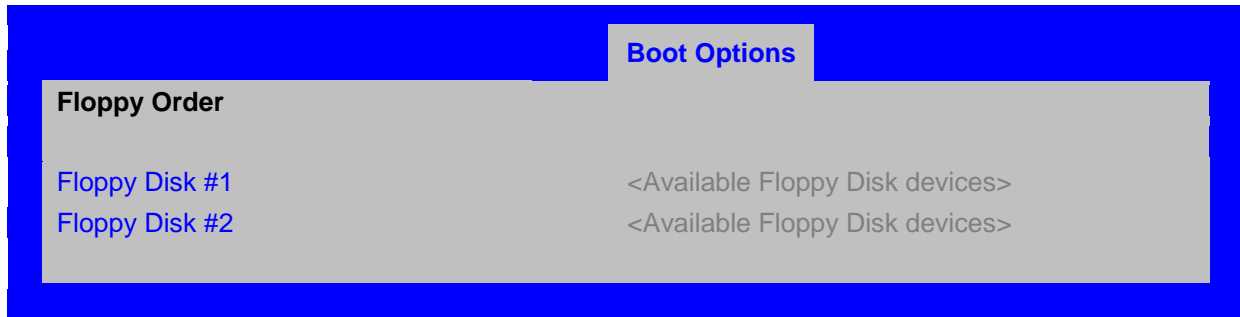 Boot Options
Floppy Order
Floppy Disk #1 <Available Floppy Disk devices>
Floppy Disk #2 <Available Floppy Disk devices>